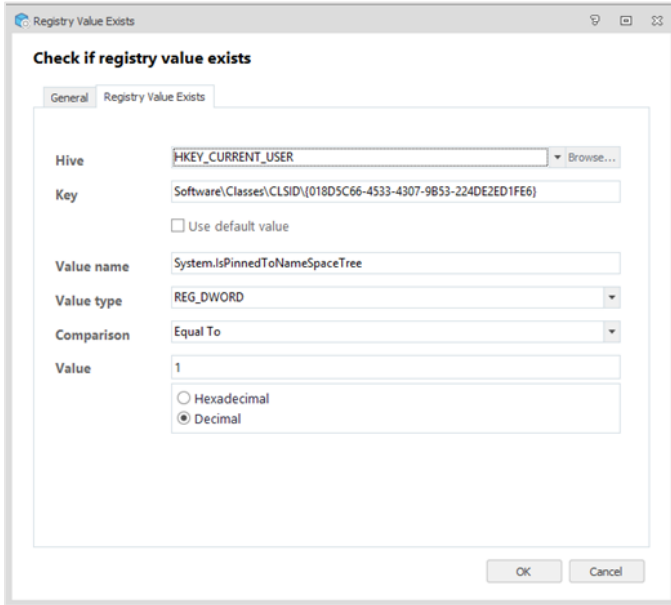 Registry Value Exists
Check if registry value exists
General Registry Value Exists
Hive HKEY_CURRENT_USER Browse...
Key Software\Classes\CLSID\{018D5C66-4533-4307-9B53-224DE2ED1FE6}
Use default value
Value name System.IsPinnedToNameSpaceTree
Value type REG_DWORD
Comparison Equal To
Value 1
Hexadecimal
Decimal
OK Cancel